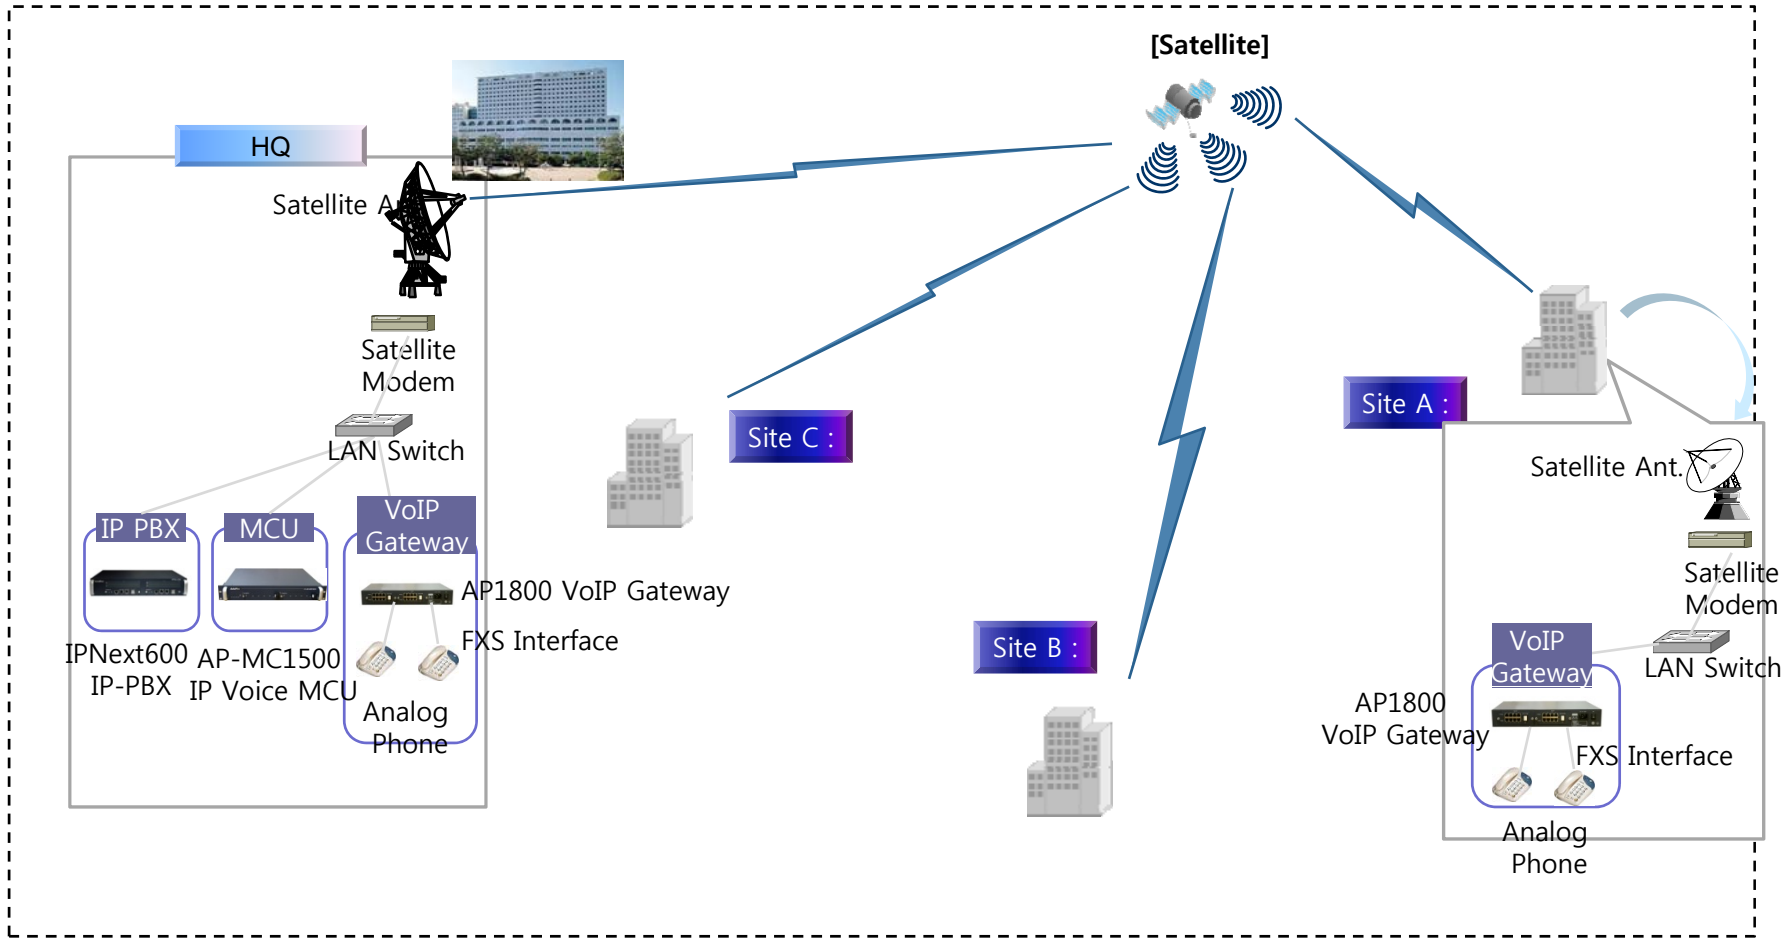 [Satellite]
HQ
Satellite A
Satellite
Modem
LAN Switch
IP PBX
MCU
VoIP
Gateway
AP1800 VoIP Gateway
FXS Interface
IPNext600
IP-PBX
AP-MC1500
IP Voice MCU
Analog
Phone
Site C :
Site B :
Site A :
Satellite Ant.
Satellite
Modem
LAN Switch
VoIP
Gateway
AP1800
VoIP Gateway
FXS Interface
Analog
Phone